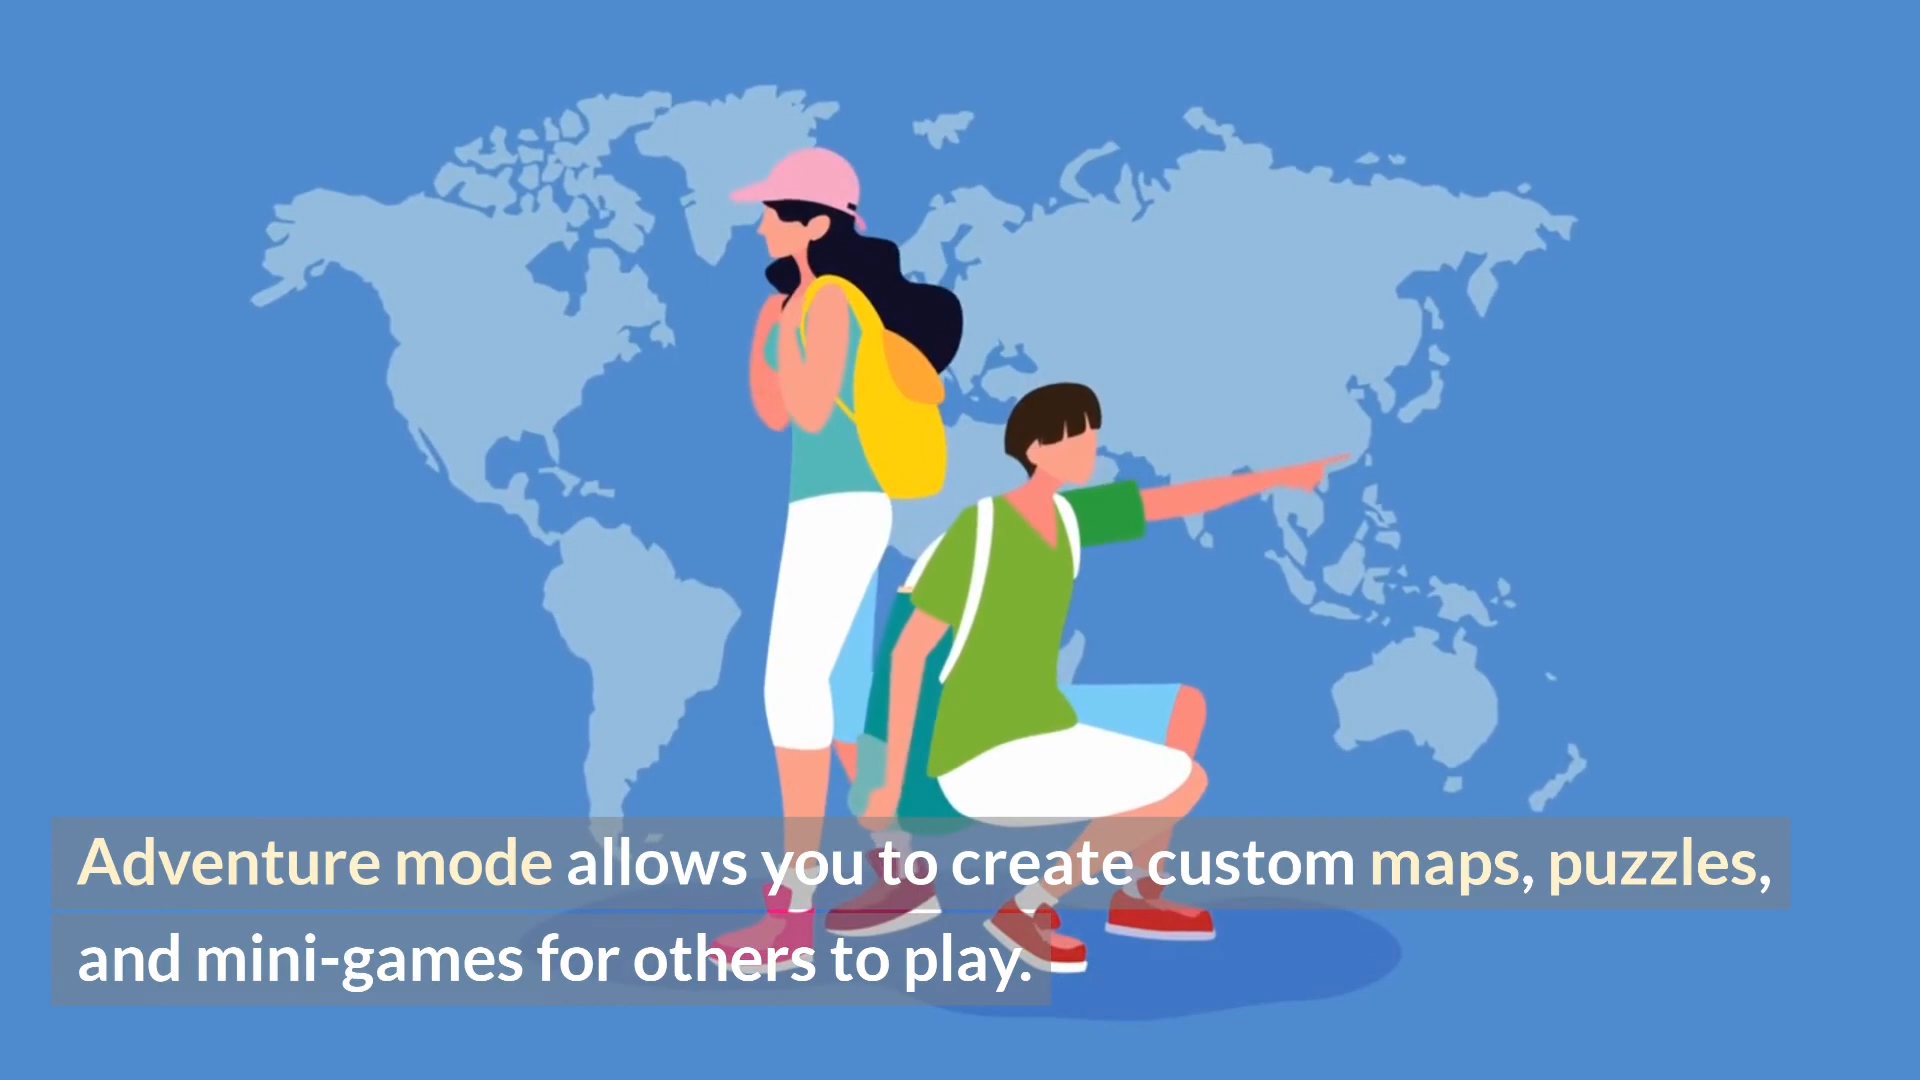 Adventure mode allows you to create custom maps, puzzles,
and mini-games for others to play.